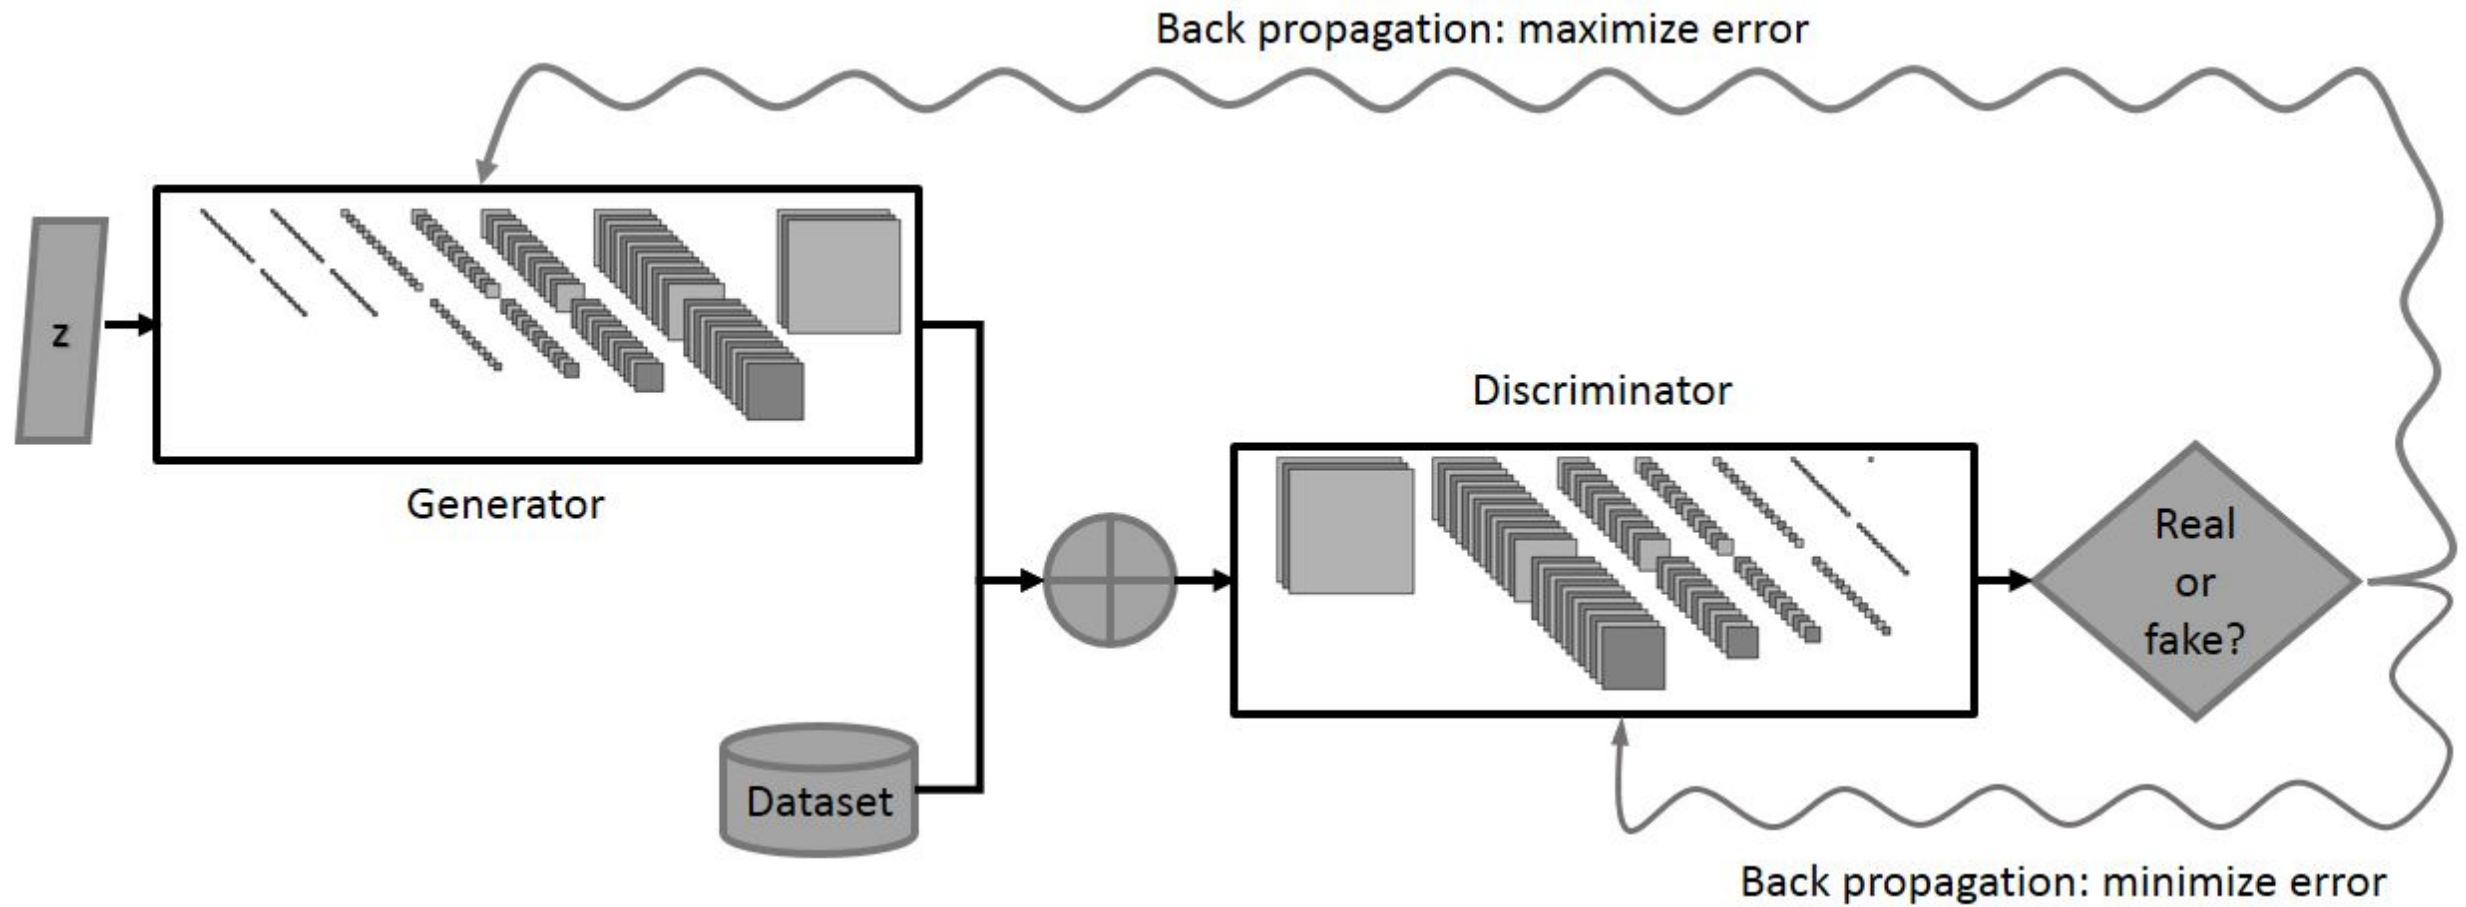 Back propagation: maximize error
z
Generator
Discriminator
Real
or
fake?
Dataset
Back propagation: minimize error